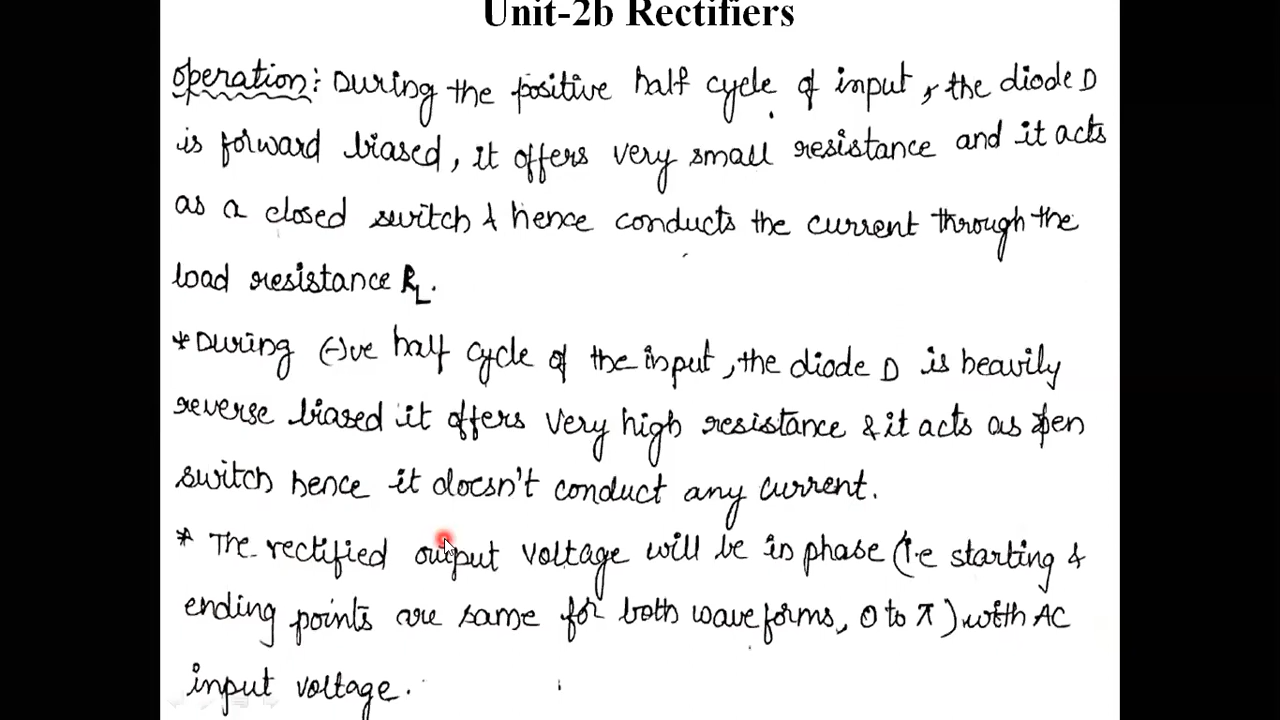 Unit-2b Rectifiers
Operation: During the positive half cycle of input, the diode D
is forward biased, it offers very small resistance and it acts
as a closed switch & hence conducts the current through the
load resistance RL.
*During (-)ve half cycle of the input, the diode D is heavily
reverse biased it offers very high resistance & it acts as open
switch hence it doesn't conduct any current.
* The rectified output voltage will be in phase (i.e starting &
ending points are same for both waveforms, 0 to π) with AC
input voltage.